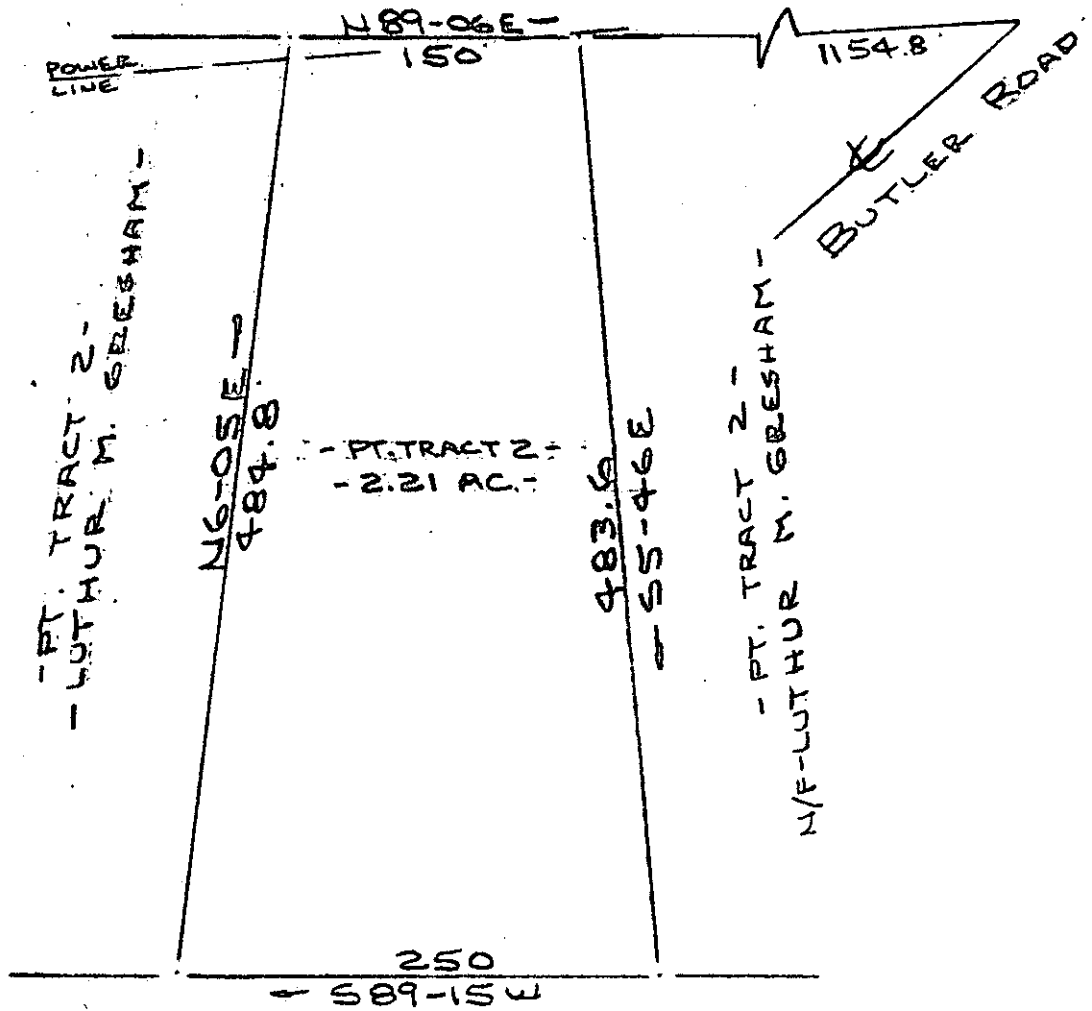 N89-06E-
150
1154.8
POWER
LINE
BUTLER ROAD
-PT. TRACT 2-
-LUTHUR M. GRESHAM-
N6-05E-
484.8
-PT. TRACT 2-
-2.21 AC.-
483.6
-S5-46E
-PT. TRACT 2-
N/F-LUTHUR M. GRESHAM-
250
- S89-15W